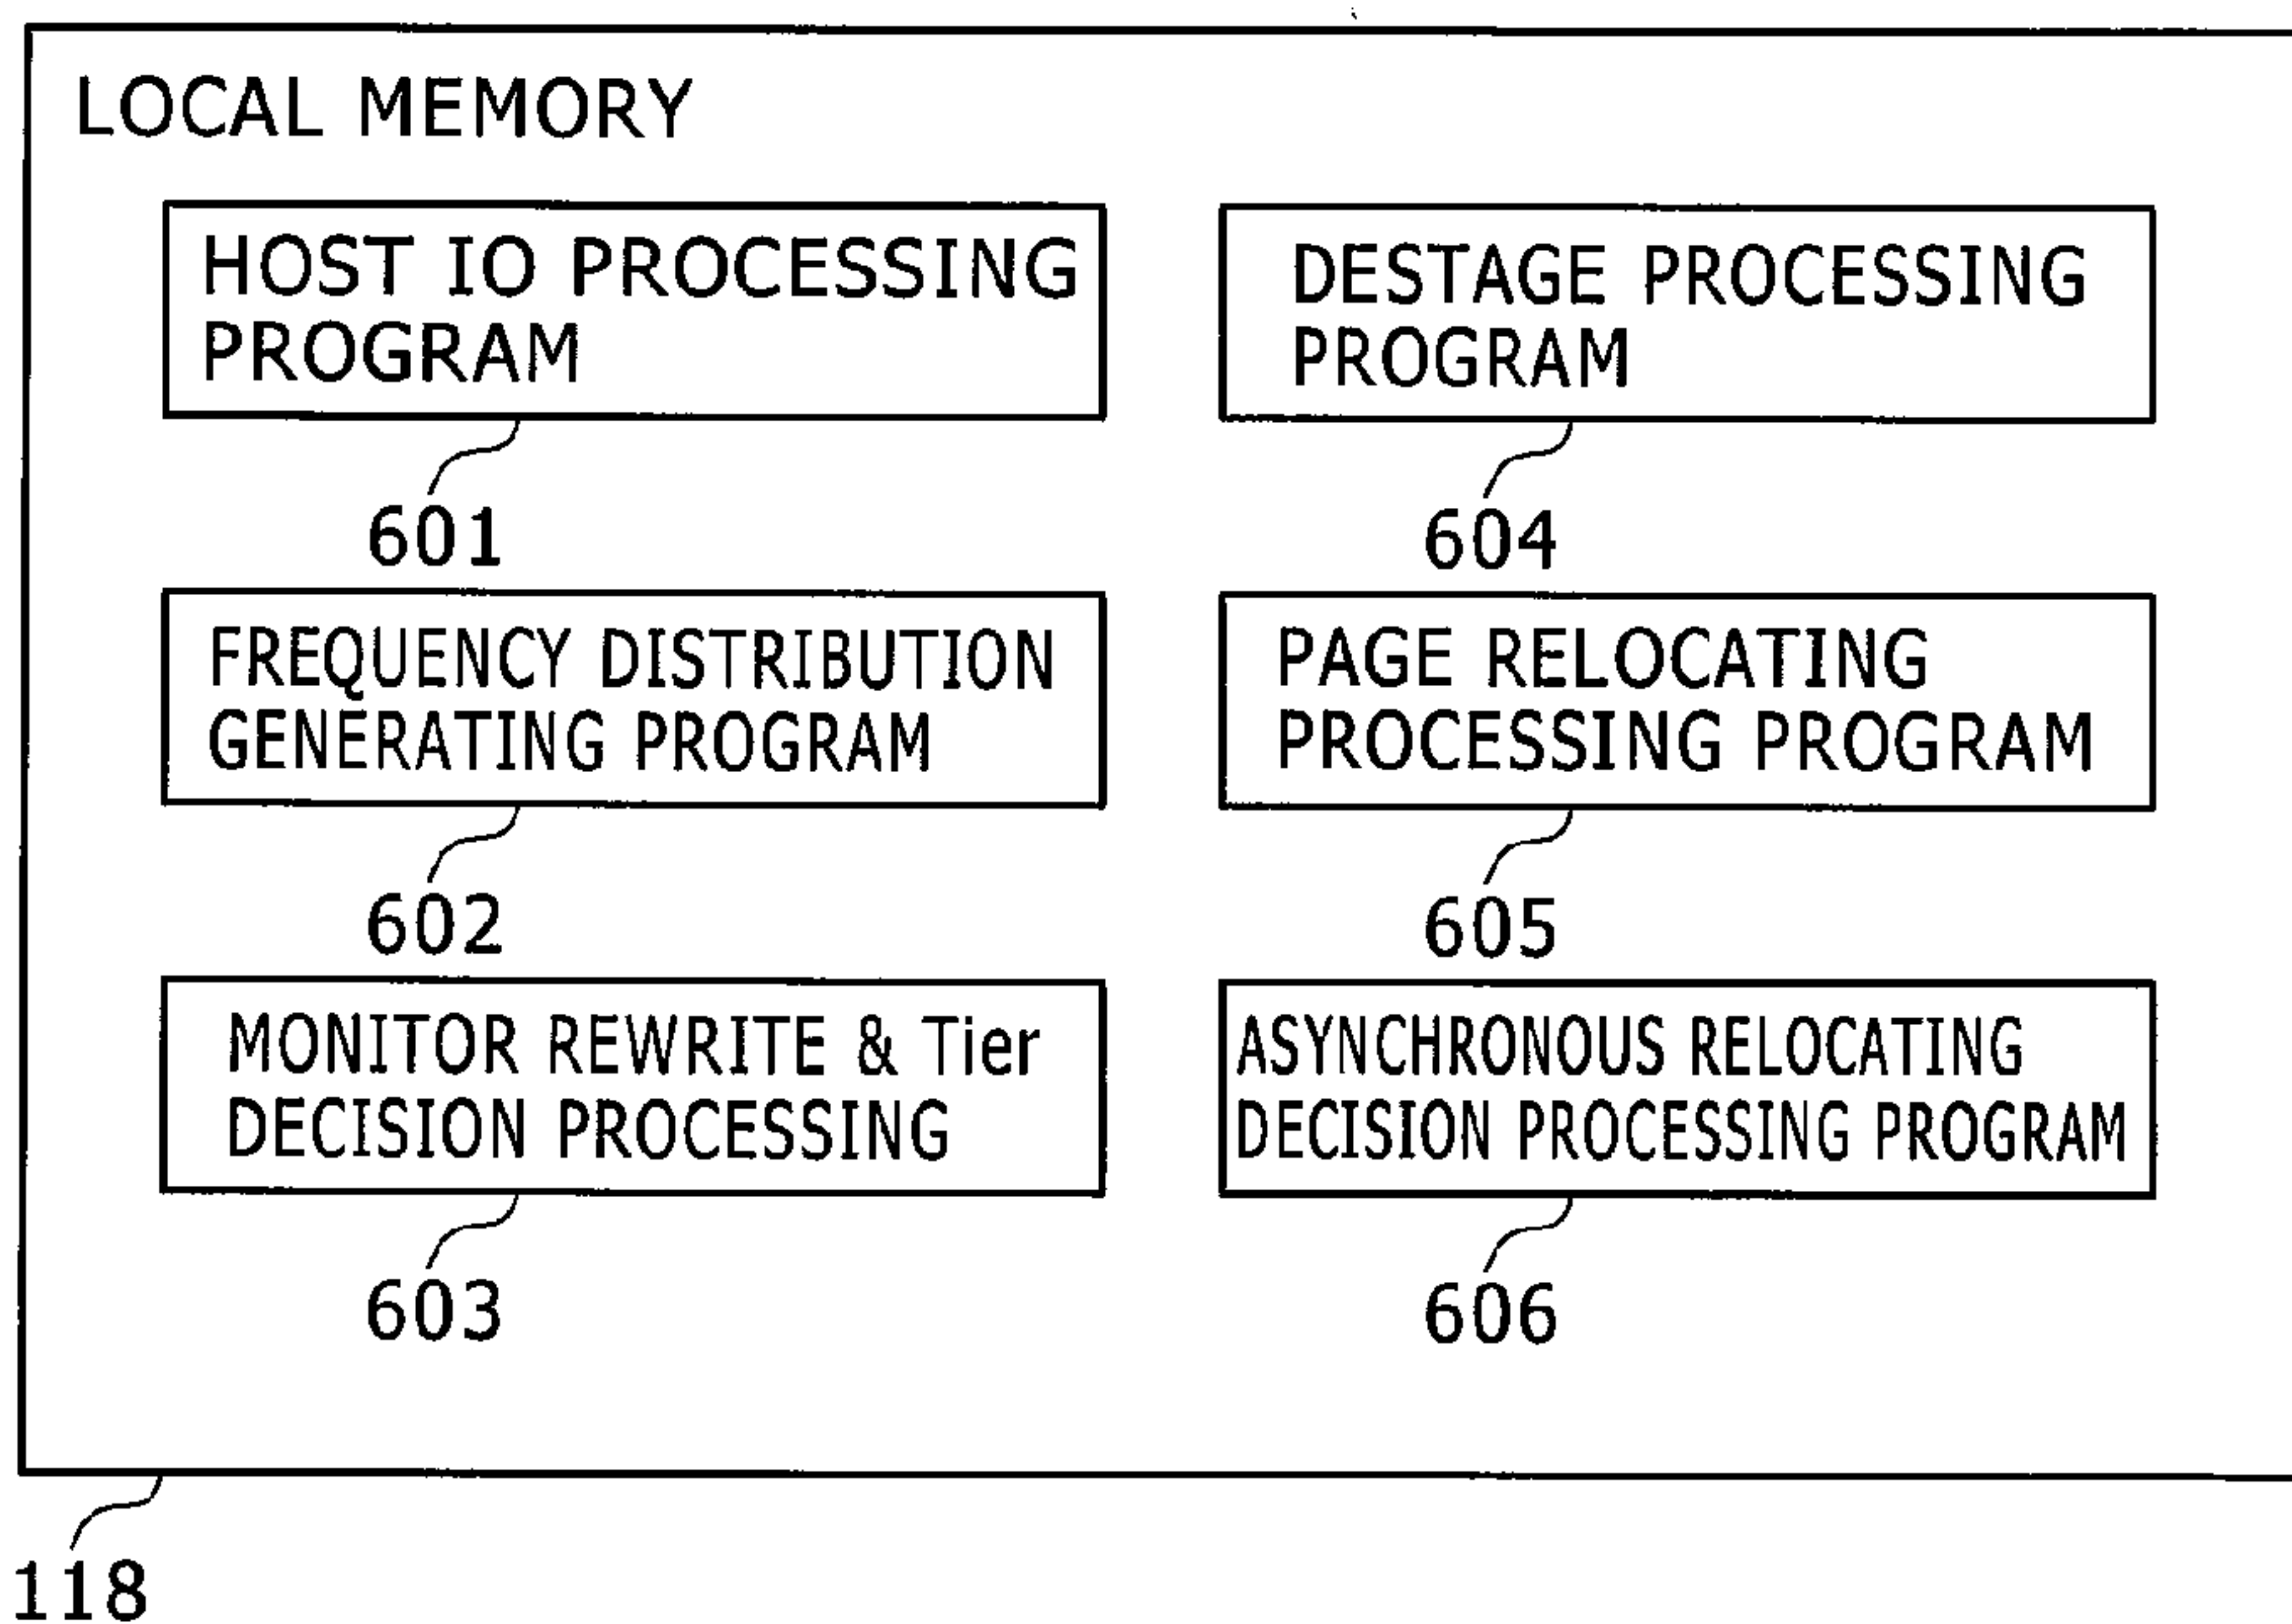 LOCAL MEMORY
HOST IO PROCESSING
PROGRAM
601
DESTAGE PROCESSING
PROGRAM
604
FREQUENCY DISTRIBUTION
GENERATING PROGRAM
602
PAGE RELOCATING
PROCESSING PROGRAM
605
MONITOR REWRITE & Tier
DECISION PROCESSING
603
ASYNCHRONOUS RELOCATING
DECISION PROCESSING PROGRAM
606
118